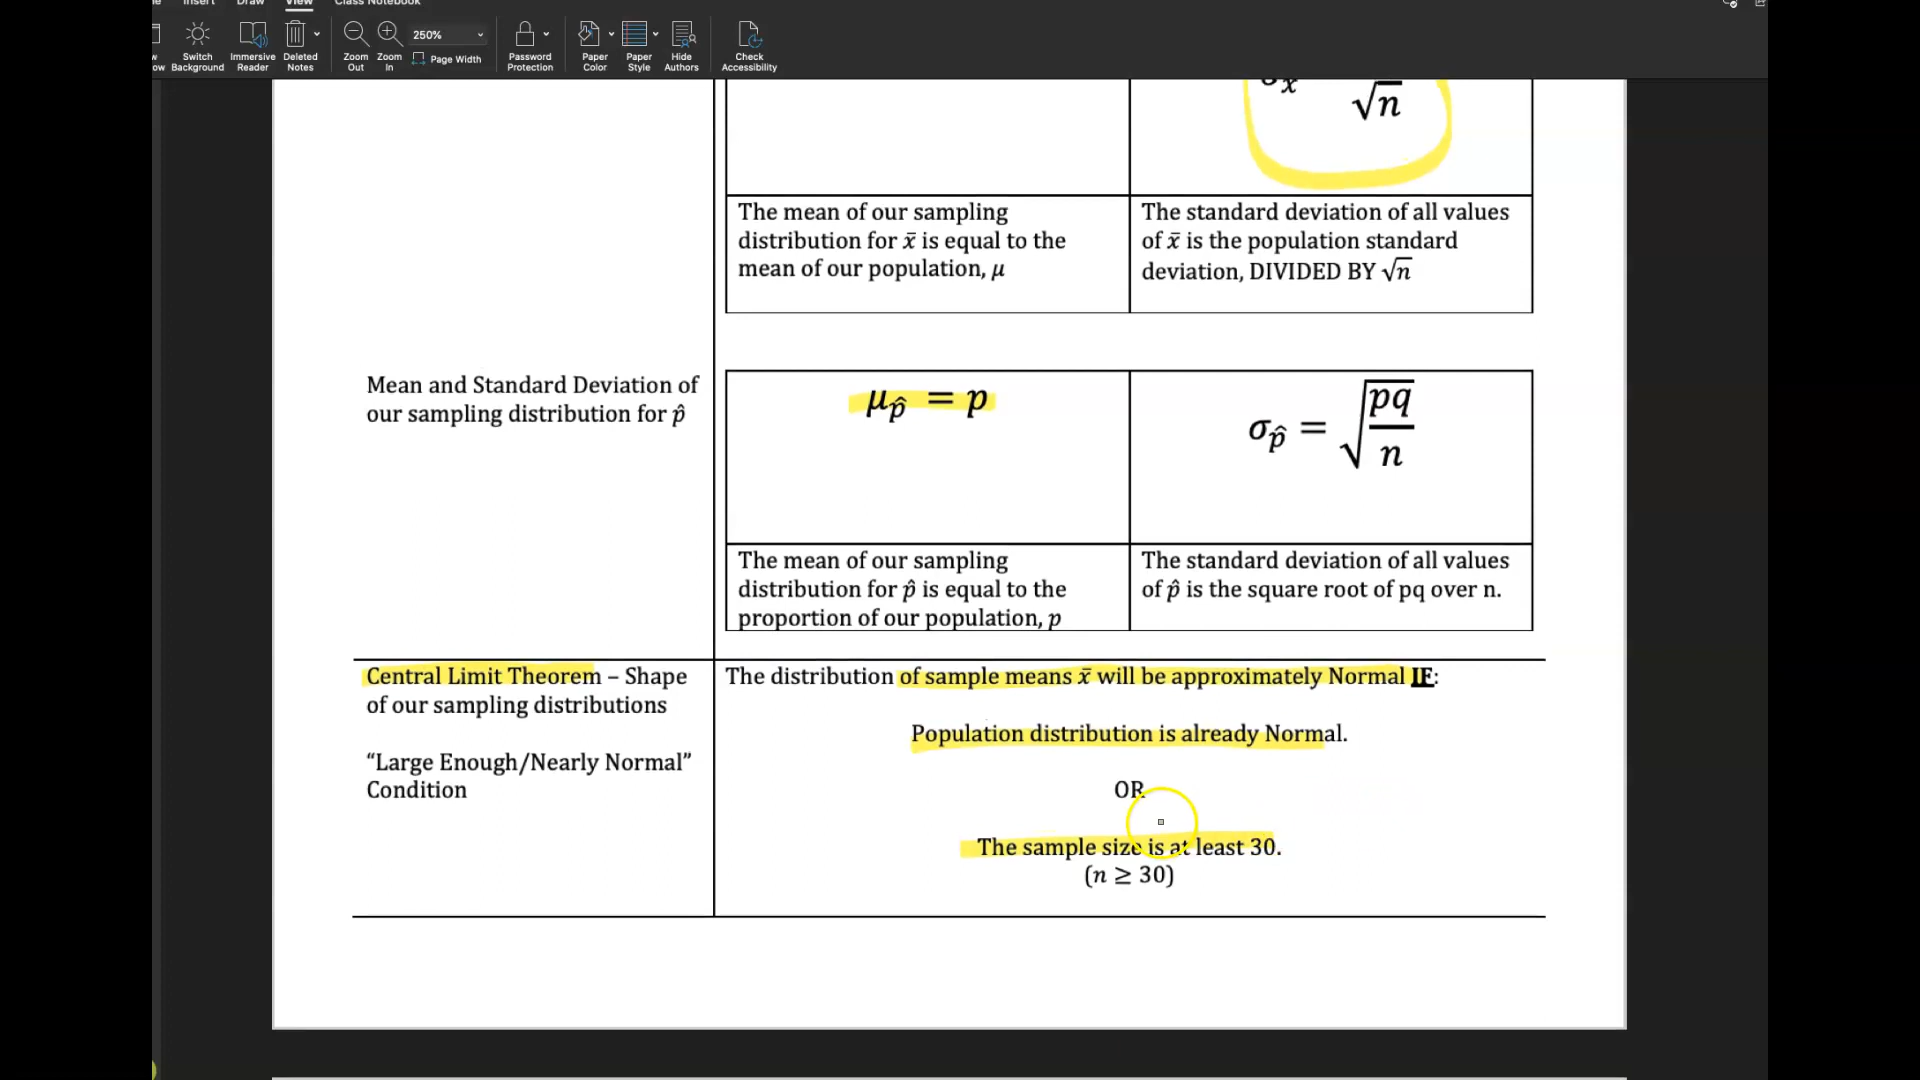 Insert Draw View Class Notebook
250%
Page Width
Switch Background
Immersive Reader
Deleted Notes
Zoom Out
Zoom In
Password Protection
Paper Color
Paper Style
Hide Authors
Check Accessibility
√n
The mean of our sampling
distribution for x̄ is equal to the
mean of our population, μ
The standard deviation of all values
of x̄ is the population standard
deviation, DIVIDED BY √n
Mean and Standard Deviation of
our sampling distribution for p̂
μp̂ = p
σp̂ = √(pq/n)
The mean of our sampling
distribution for p̂ is equal to the
proportion of our population, p
The standard deviation of all values
of p̂ is the square root of pq over n.
Central Limit Theorem – Shape
of our sampling distributions
“Large Enough/Nearly Normal”
Condition
The distribution of sample means x̄ will be approximately Normal IF:
Population distribution is already Normal.
OR
The sample size is at least 30.
(n ≥ 30)